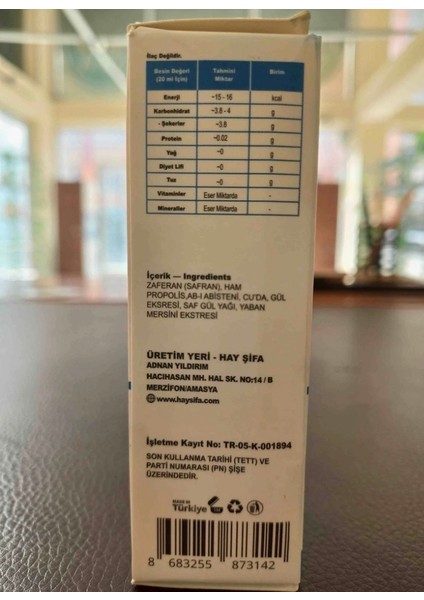 İlaç Değildir.
Besin Değeri (20 ml İçin) Tahmini Miktar Birim
Enerji ~15 - 16 kcal
Karbonhidrat ~3.8 - 4 g
- Şekerler ~3.8 g
Protein ~0.02 g
Yağ ~0 g
Diyet Lifi ~0 g
Tuz ~0 g
Vitaminler Eser Miktarda -
Mineraller Eser Miktarda -
İçerik — Ingredients
ZAFERAN (SAFRAN), HAM
PROPOLİS,AB-I ABİSTENİ, CU'DA, GÜL
EKSRESİ, SAF GÜL YAĞI, YABAN
MERSİNİ EKSTRESİ
ÜRETİM YERİ - HAY ŞİFA
ADNAN YILDIRIM
HACIHASAN MH. HAL SK. NO:14 / B
MERZİFON/AMASYA
www.haysifa.com
İşletme Kayıt No: TR-05-K-001894
SON KULLANMA TARİHİ (TETT) VE
PARTİ NUMARASI (PN) ŞİŞE
ÜZERİNDEDİR.
MADE IN
Türkiye
8 683255 873142